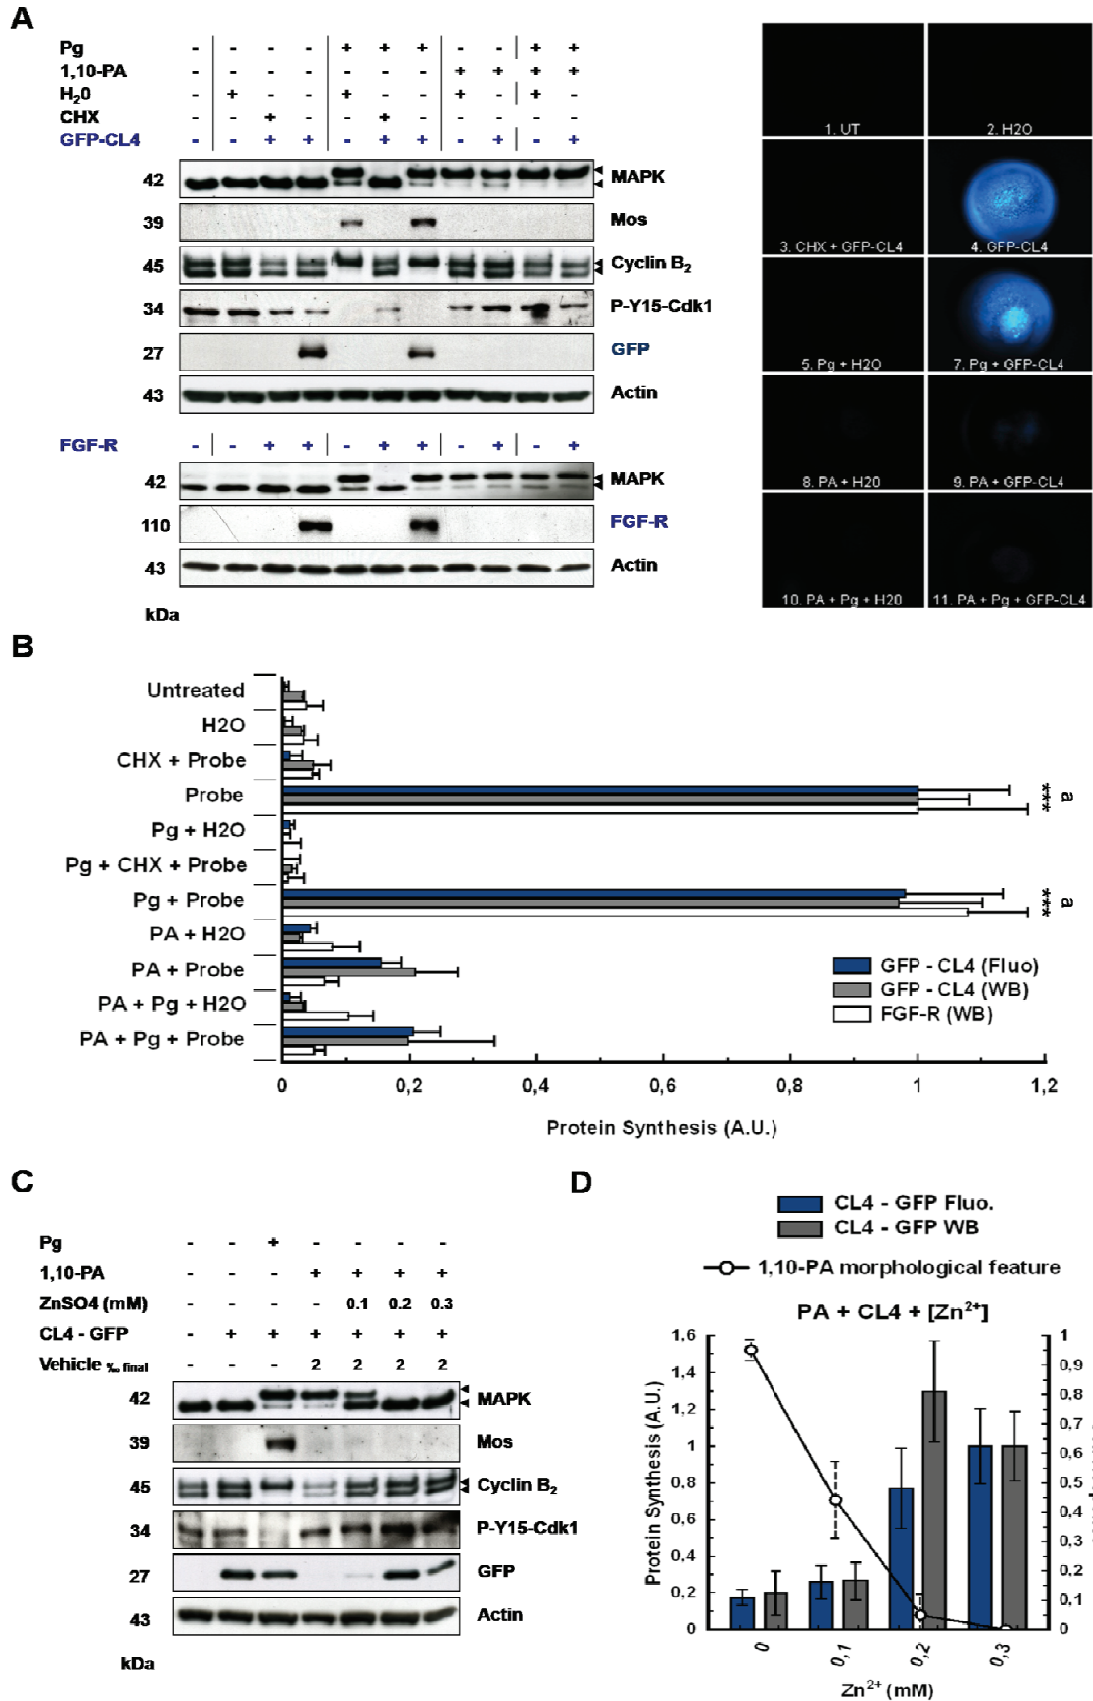 A
Pg - - - - + + + - - + +
1,10-PA - - - - - - - + + + +
H20 - + - - + - - + - + -
CHX - - + - - + - - - - -
GFP-CL4 - - + + - + + - + - +
42 MAPK
39 Mos
45 Cyclin B2
34 P-Y15-Cdk1
27 GFP
43 Actin
FGF-R - - + + - + + - + - +
42 MAPK
110 FGF-R
43 Actin
kDa
1. UT
2. H2O
3. CHX + GFP-CL4
4. GFP-CL4
5. Pg + H2O
7. Pg + GFP-CL4
8. PA + H2O
9. PA + GFP-CL4
10. PA + Pg + H20
11. PA + Pg + GFP-CL4
B
Untreated
H2O
CHX + Probe
Probe
Pg + H2O
Pg + CHX + Probe
Pg + Probe
PA + H2O
PA + Probe
PA + Pg + H2O
PA + Pg + Probe
a
***
a
***
GFP - CL4 (Fluo)
GFP - CL4 (WB)
FGF-R (WB)
0 0,2 0,4 0,6 0,8 1 1,2
Protein Synthesis (A.U.)
C
Pg - - + - - - -
1,10-PA - - - + + + +
ZnSO4 (mM) - - - - 0.1 0.2 0.3
CL4 - GFP - + + + + + +
Vehicle ‰ final - - - 2 2 2 2
42 MAPK
39 Mos
45 Cyclin B2
34 P-Y15-Cdk1
27 GFP
43 Actin
kDa
D
CL4 - GFP Fluo.
CL4 - GFP WB
1,10-PA morphological feature
PA + CL4 + [Zn2+]
Protein Synthesis (A.U.)
1,6
1,4
1,2
1
0.8
0.6
0.4
0,2
0
1
0,9
0,8
0,7
0,6
0,5
0,4
0,3
0,2
0,1
0
0 0,1 0,2 0,3
Zn2+ (mM)